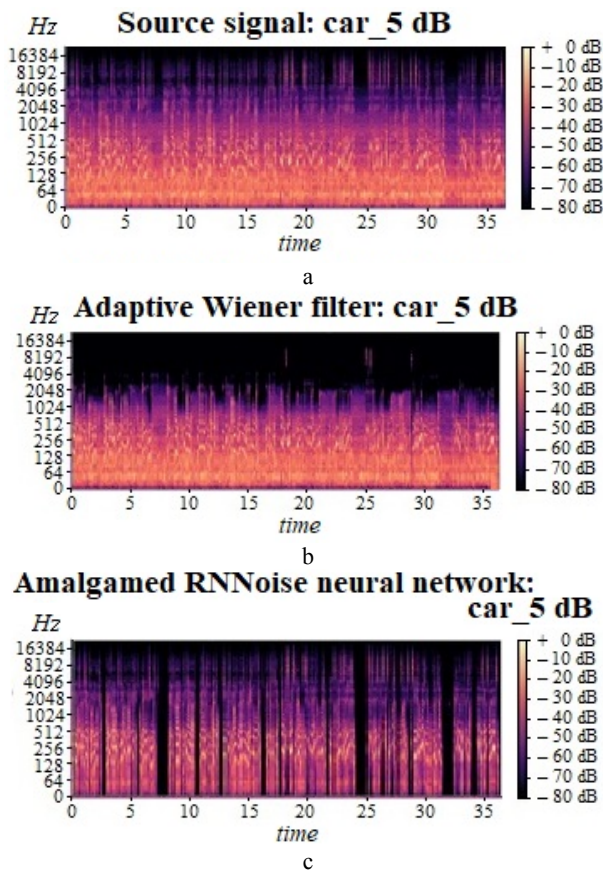 Source signal: car_5 dB
Hz
16384
8192
4096
2048
1024
512
256
128
64
0
0 5 10 15 20 25 30 35
time
+ 0 dB
– 10 dB
– 20 dB
– 30 dB
– 40 dB
– 50 dB
– 60 dB
– 70 dB
– 80 dB
a
Adaptive Wiener filter: car_5 dB
Hz
16384
8192
4096
2048
1024
512
256
128
64
0
0 5 10 15 20 25 30 35
time
+ 0 dB
– 10 dB
– 20 dB
– 30 dB
– 40 dB
– 50 dB
– 60 dB
– 70 dB
– 80 dB
b
Amalgamed RNNoise neural network:
car_5 dB
Hz
16384
8192
4096
2048
1024
512
256
128
64
0
0 5 10 15 20 25 30 35
time
+ 0 dB
– 10 dB
– 20 dB
– 30 dB
– 40 dB
– 50 dB
– 60 dB
– 70 dB
– 80 dB
c